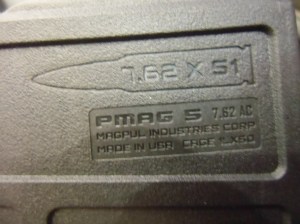 7.62 X 51
PMAG 5 7.62 AC
MAGPUL INDUSTRIES CORP
MADE IN USA CAGE